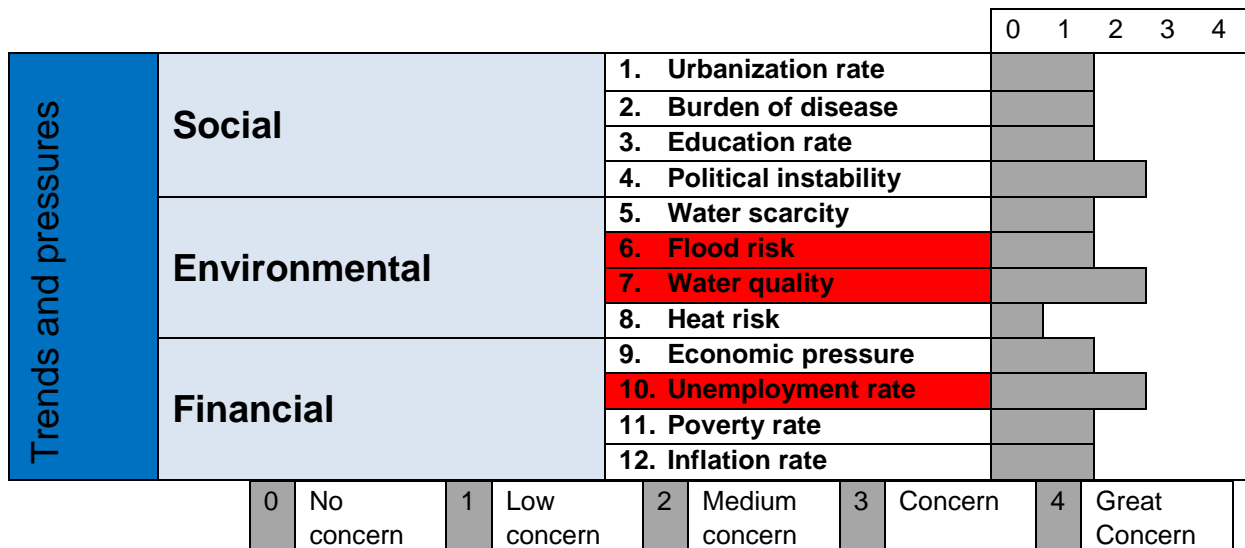 0 1 2 3 4
Trends and pressures
Social
1. Urbanization rate
2. Burden of disease
3. Education rate
4. Political instability
Environmental
5. Water scarcity
6. Flood risk
7. Water quality
8. Heat risk
Financial
9. Economic pressure
10. Unemployment rate
11. Poverty rate
12. Inflation rate
0 No 1 Low 2 Medium 3 Concern 4 Great
concern concern concern Concern